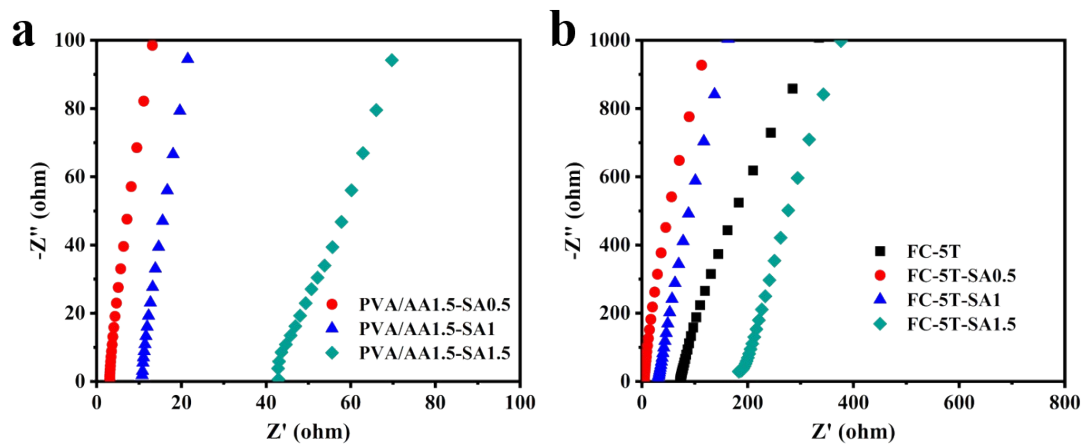 a
100
80
60
40
20
0
-Z'' (ohm)
PVA/AA1.5-SA0.5
PVA/AA1.5-SA1
PVA/AA1.5-SA1.5
0 20 40 60 80 100
Z' (ohm)
b
1000
800
600
400
200
0
-Z'' (ohm)
FC-5T
FC-5T-SA0.5
FC-5T-SA1
FC-5T-SA1.5
0 200 400 600 800
Z' (ohm)